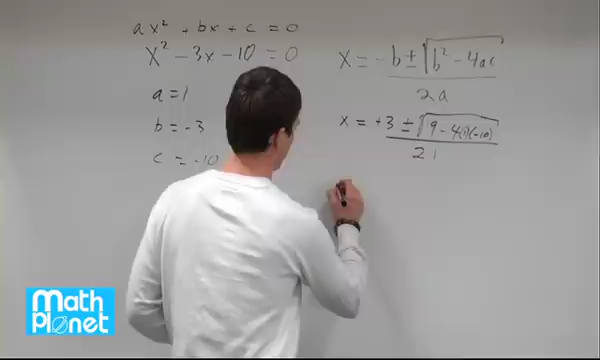 ax² + bx + c = 0
x² - 3x - 10 = 0
a = 1
b = -3
c = -10
x = -b ± √b² - 4ac
2a
x = +3 ± √9 - 4(1)(-10)
2·1
Math
Planet